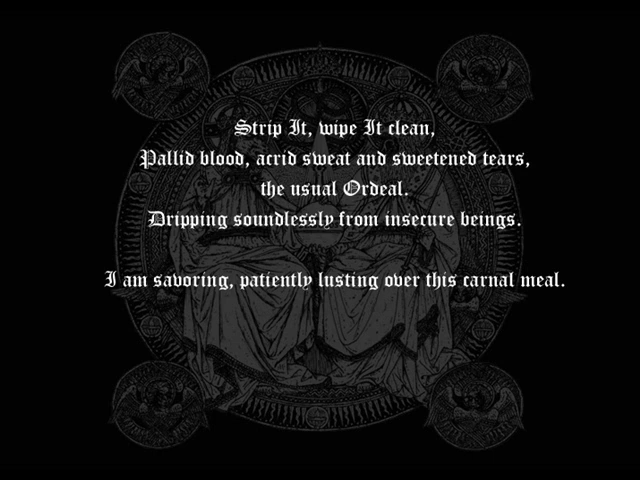 Strip It, wipe It clean,
Pallid blood, acrid sweat and sweetened tears,
the usual Ordeal.
Dripping soundlessly from insecure beings.
I am savoring, patiently lusting over this carnal meal.